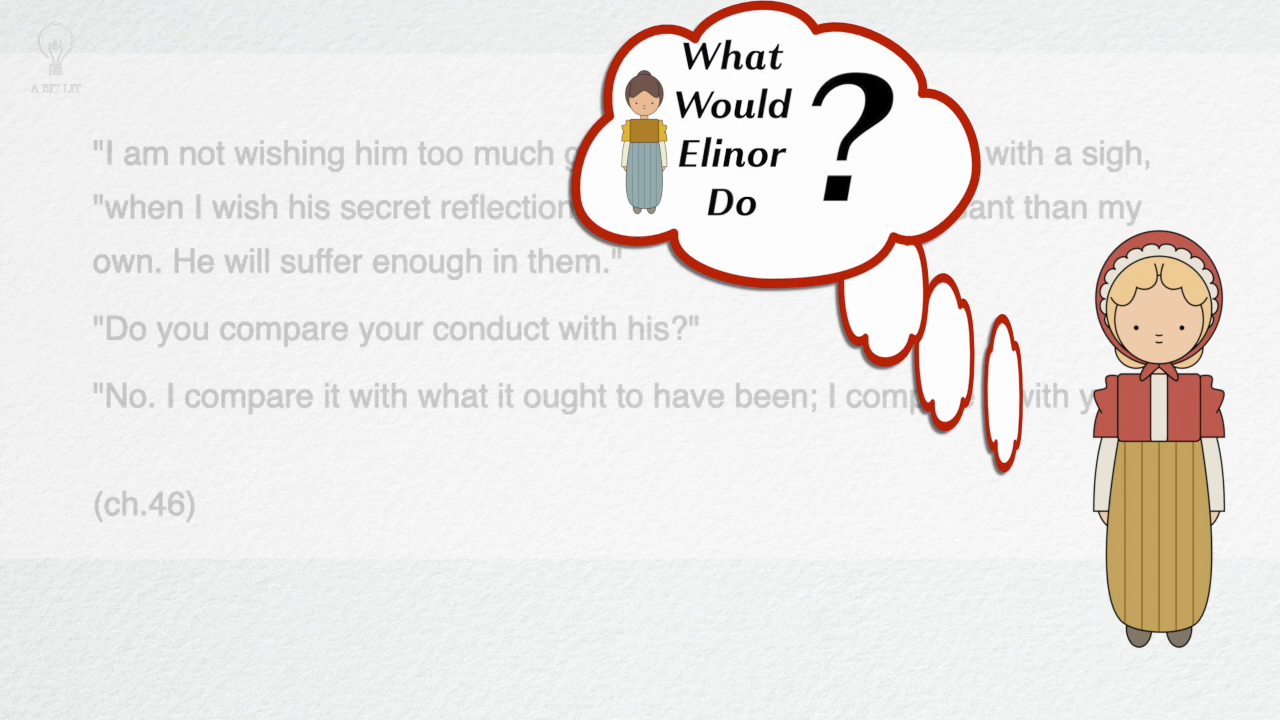 A BIT LIT
What
Would
Elinor
Do
?
"I am not wishing him too much with a sigh,
"when I wish his secret reflection than my
own. He will suffer enough in them."
"Do you compare your conduct with his?"
"No. I compare it with what it ought to have been; I with
(ch.46)